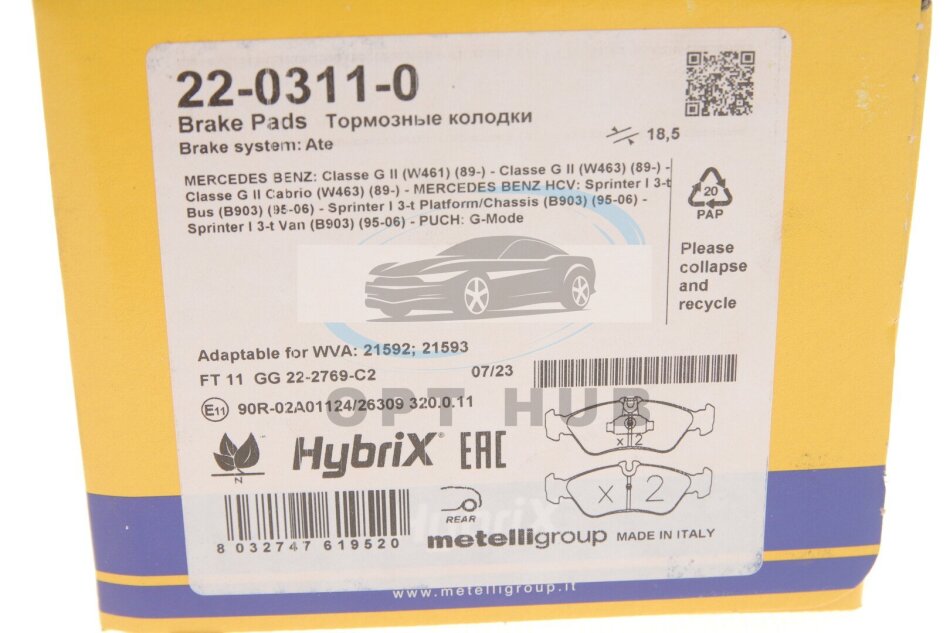 22-0311-0
Brake Pads Тормозные колодки
Brake system: Ate
18,5
MERCEDES BENZ: Classe G II (W461) (89-) - Classe G II (W463) (89-) -
Classe G II Cabrio (W463) (89-) - MERCEDES BENZ HCV: Sprinter I 3-t
Bus (B903) (95-06) - Sprinter I 3-t Platform/Chassis (B903) (95-06) -
Sprinter I 3-t Van (B903) (95-06) - PUCH: G-Mode
20
PAP
Please
collapse
and
recycle
Adaptable for WVA: 21592; 21593
FT 11 GG 22-2769-C2
07/23
E11 90R-02A01124/26309 320.0.11
OPT HUB
x 2
N
HybriX EAC
x 2
REAR
HybriX
8 032747 619520
metelligroup MADE IN ITALY
www.metelligroup.it